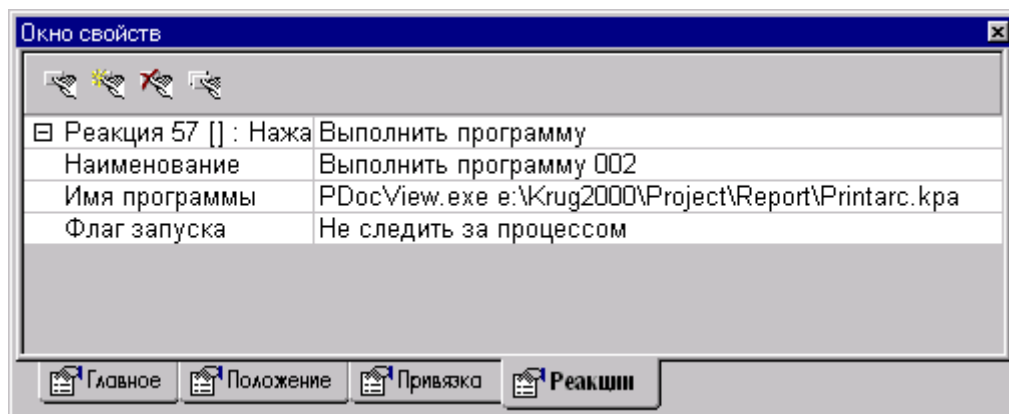 Окно свойств
Реакция 57 [] : Нажа Выполнить программу
Наименование Выполнить программу 002
Имя программы PDocView.exe e:\Krug2000\Project\Report\Printarc.kpa
Флаг запуска Не следить за процессом
Главное Положение Привязка Реакции